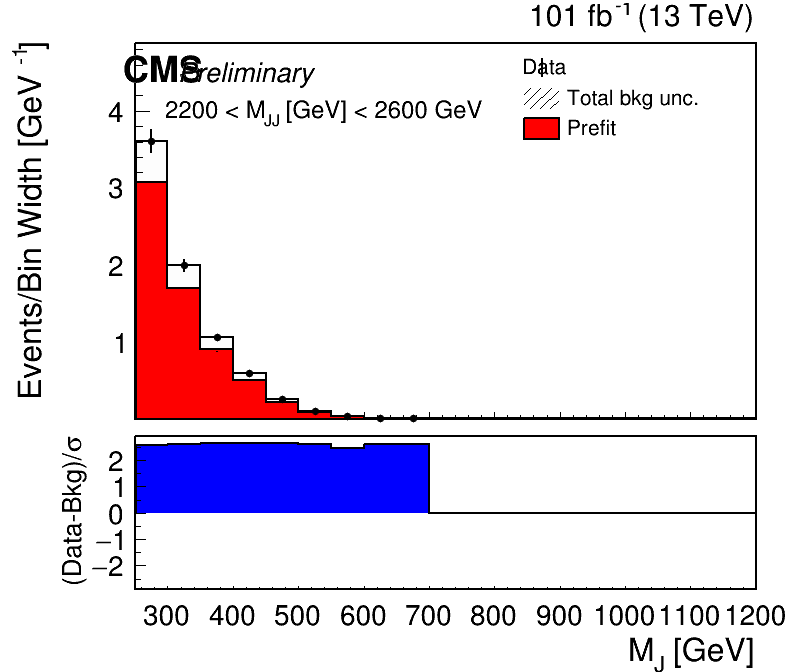 101 fb⁻¹ (13 TeV)
CMS Preliminary
2200 < M_JJ [GeV] < 2600 GeV
Data
Total bkg unc.
Prefit
Events/Bin Width [GeV⁻¹]
4
3
2
1
(Data-Bkg)/σ
2
1
0
−1
−2
300 400 500 600 700 800 900 1000 1100 1200
M_J [GeV]